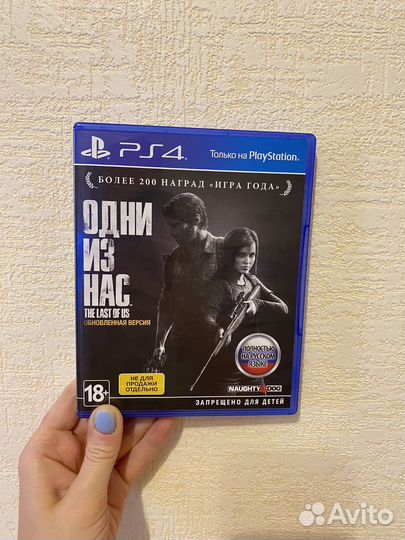 PS4
Только на PlayStation
БОЛЕЕ 200 НАГРАД «ИГРА ГОДА»
ОДНИ
ИЗ
НАС
THE LAST OF US
ОБНОВЛЕННАЯ ВЕРСИЯ
ПОЛНОСТЬЮ
НА РУССКОМ
ЯЗЫКЕ
НЕ ДЛЯ
ПРОДАЖИ
ОТДЕЛЬНО
18+
NAUGHTY DOG
ЗАПРЕЩЕНО ДЛЯ ДЕТЕЙ
Avito